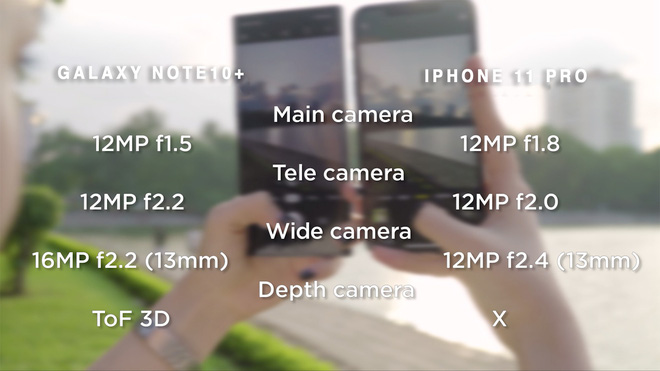 GALAXY NOTE10+ IPHONE 11 PRO
Main camera
12MP f1.5 12MP f1.8
Tele camera
12MP f2.2 12MP f2.0
Wide camera
16MP f2.2 (13mm) 12MP f2.4 (13mm)
Depth camera
ToF 3D X